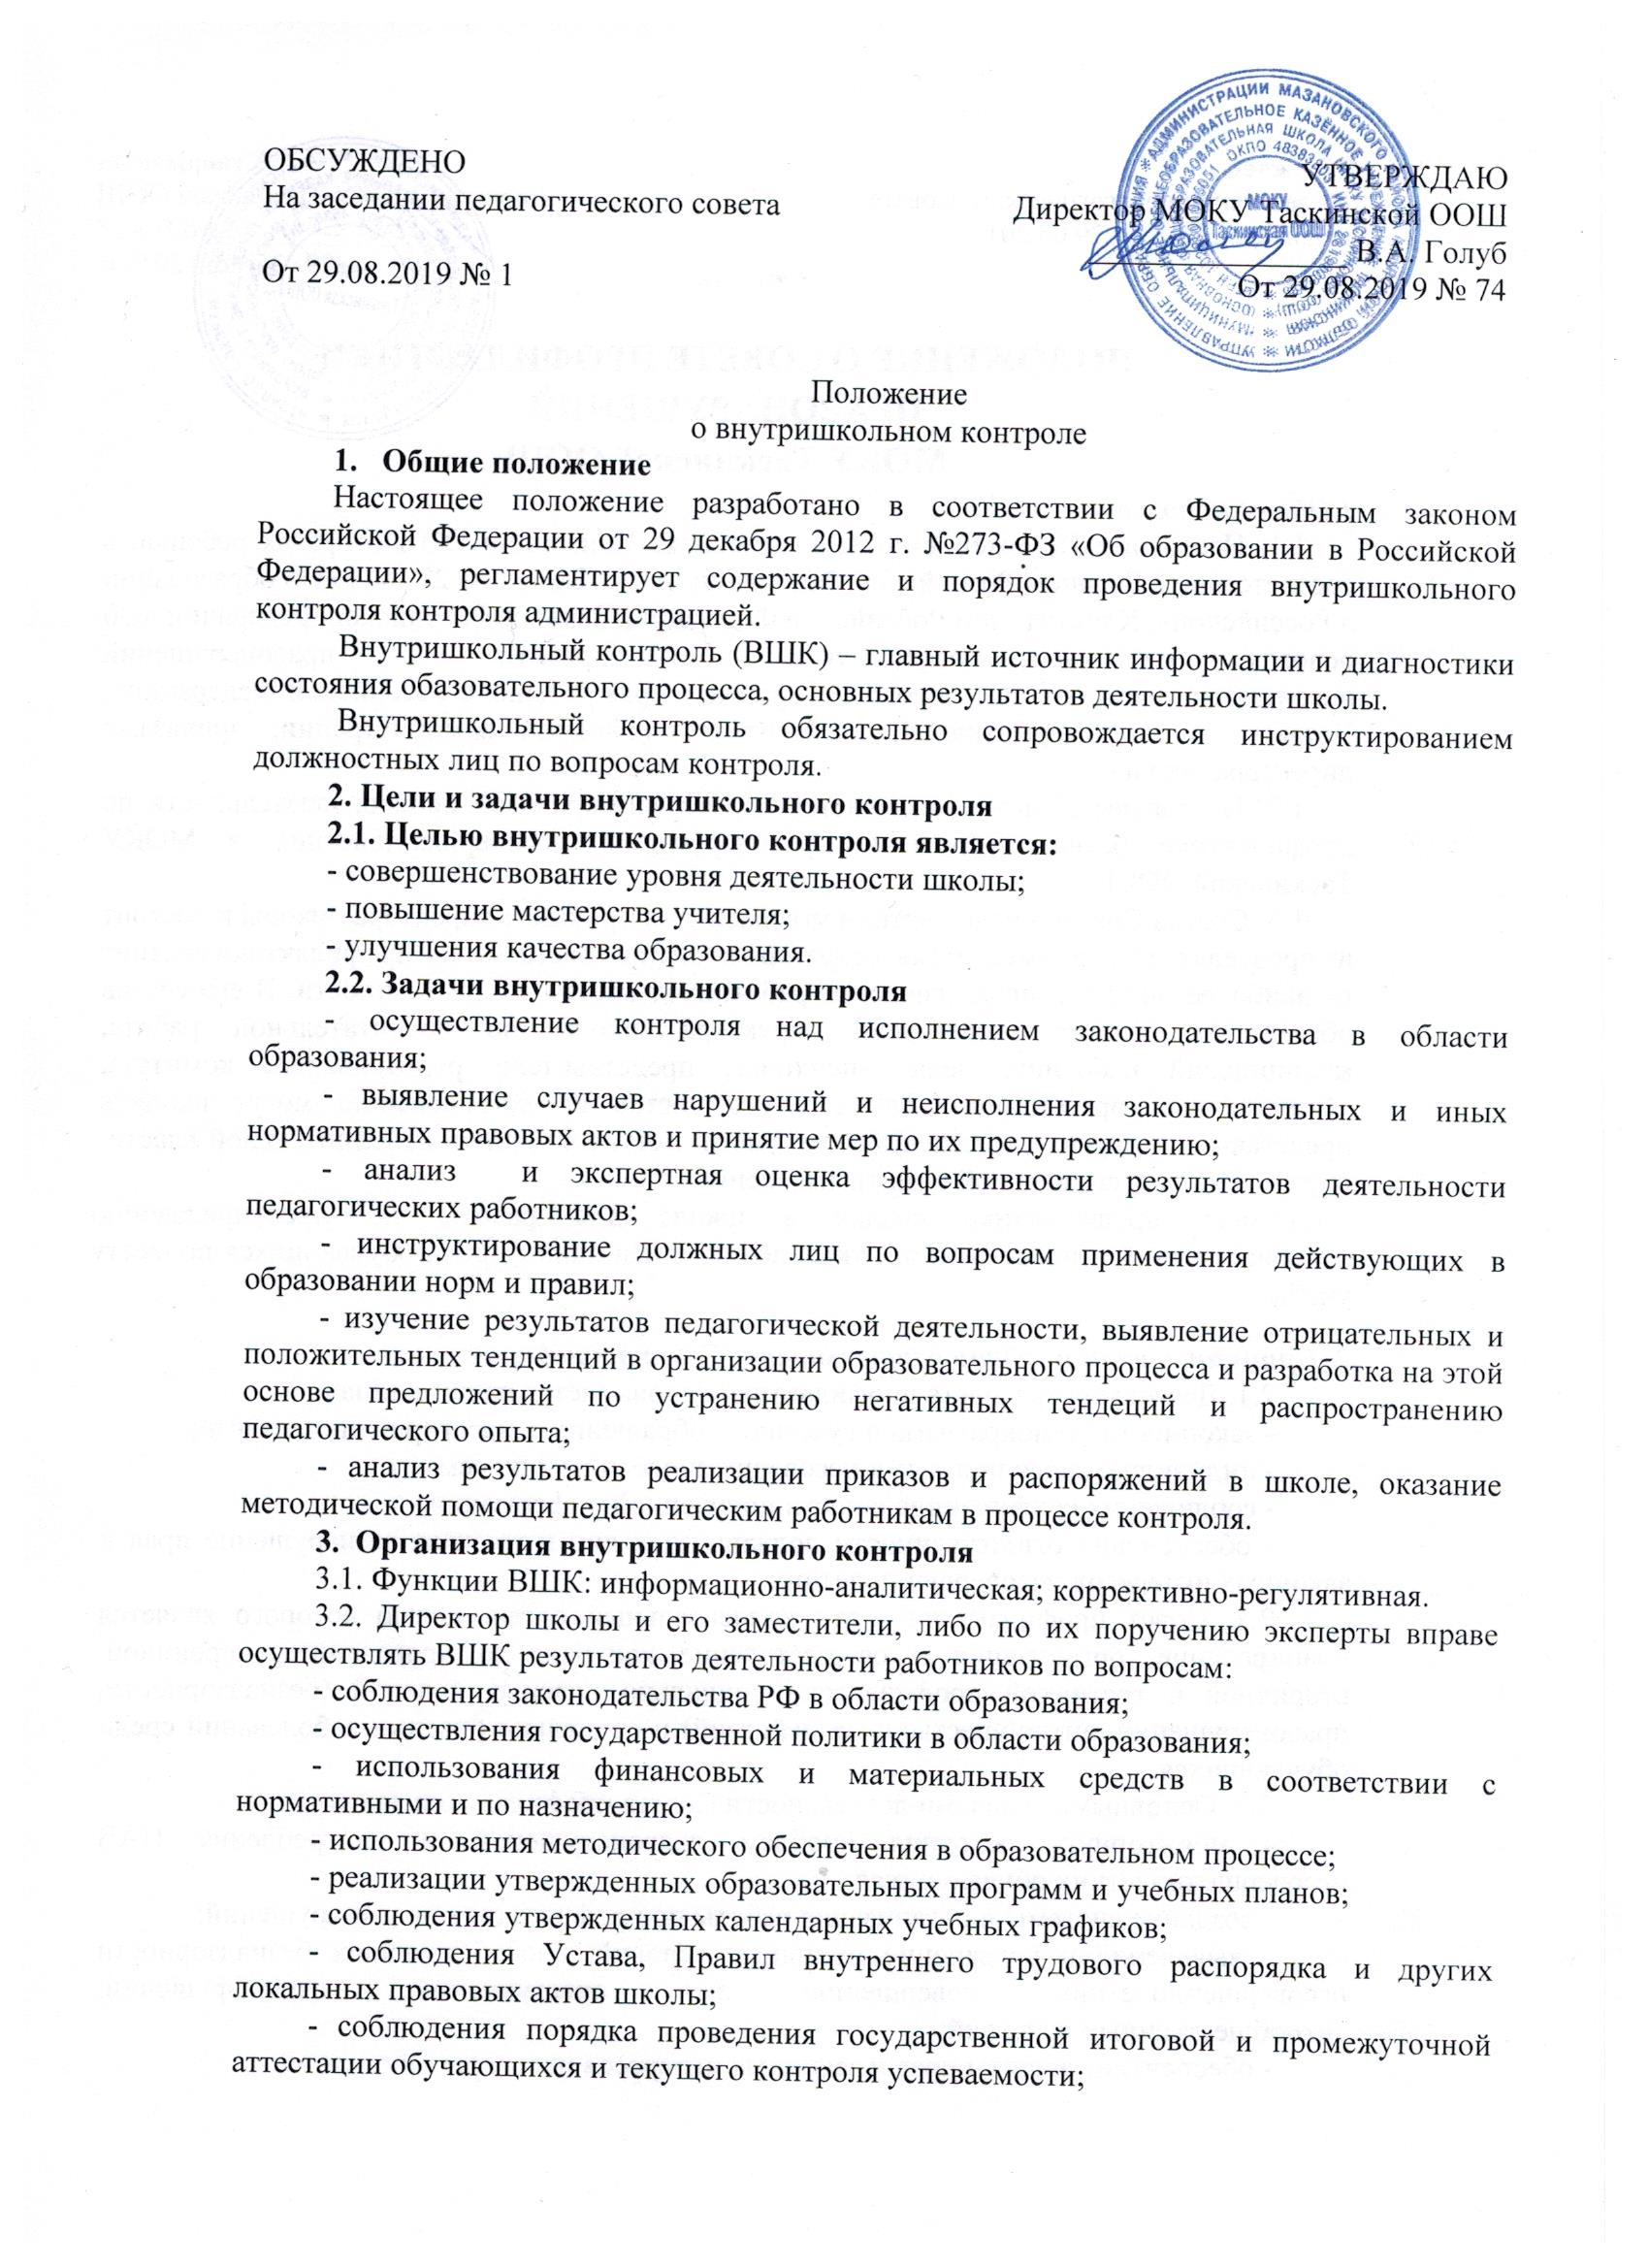 ОБСУЖДЕНО
На заседании педагогического совета
От 29.08.2019 № 1
УТВЕРЖДАЮ
Директор МОКУ Таскинской ООШ
В.А. Голуб
От 29.08.2019 № 74
МОКУ
Таскинская ООШ
Положение
о внутришкольном контроле
1. Общие положение
Настоящее положение разработано в соответствии с Федеральным законом
Российской Федерации от 29 декабря 2012 г. №273-ФЗ «Об образовании в Российской
Федерации», регламентирует содержание и порядок проведения внутришкольного
контроля контроля администрацией.
Внутришкольный контроль (ВШК) – главный источник информации и диагностики
состояния обазовательного процесса, основных результатов деятельности школы.
Внутришкольный контроль обязательно сопровождается инструктированием
должностных лиц по вопросам контроля.
2. Цели и задачи внутришкольного контроля
2.1. Целью внутришкольного контроля является:
- совершенствование уровня деятельности школы;
- повышение мастерства учителя;
- улучшения качества образования.
2.2. Задачи внутришкольного контроля
- осуществление контроля над исполнением законодательства в области
образования;
- выявление случаев нарушений и неисполнения законодательных и иных
нормативных правовых актов и принятие мер по их предупреждению;
- анализ и экспертная оценка эффективности результатов деятельности
педагогических работников;
- инструктирование должных лиц по вопросам применения действующих в
образовании норм и правил;
- изучение результатов педагогической деятельности, выявление отрицательных и
положительных тенденций в организации образовательного процесса и разработка на этой
основе предложений по устранению негативных тендеций и распространению
педагогического опыта;
- анализ результатов реализации приказов и распоряжений в школе, оказание
методической помощи педагогическим работникам в процессе контроля.
3. Организация внутришкольного контроля
3.1. Функции ВШК: информационно-аналитическая; коррективно-регулятивная.
3.2. Директор школы и его заместители, либо по их поручению эксперты вправе
осуществлять ВШК результатов деятельности работников по вопросам:
- соблюдения законодательства РФ в области образования;
- осуществления государственной политики в области образования;
- использования финансовых и материальных средств в соответствии с
нормативными и по назначению;
- использования методического обеспечения в образовательном процессе;
- реализации утвержденных образовательных программ и учебных планов;
- соблюдения утвержденных календарных учебных графиков;
- соблюдения Устава, Правил внутреннего трудового распорядка и других
локальных правовых актов школы;
- соблюдения порядка проведения государственной итоговой и промежуточной
аттестации обучающихся и текущего контроля успеваемости;